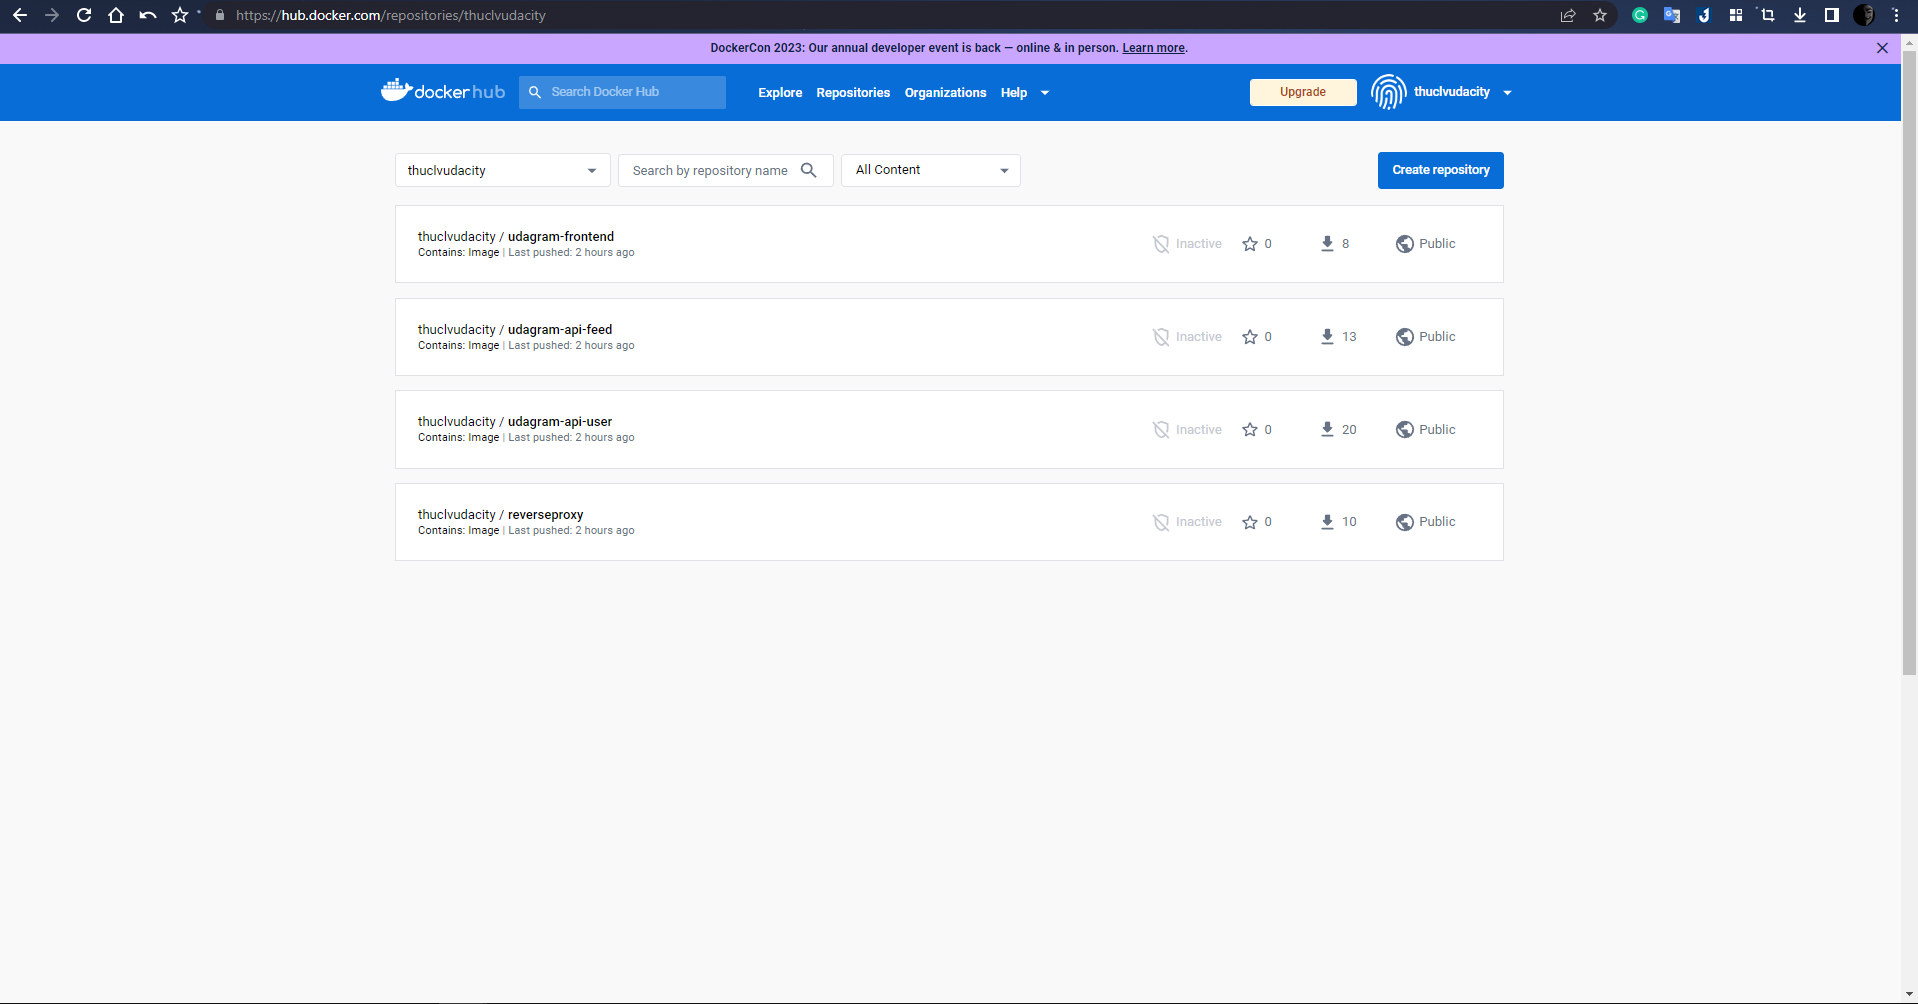 https://hub.docker.com/repositories/thuclvudacity
DockerCon 2023: Our annual developer event is back — online & in person. Learn more.
dockerhub Search Docker Hub Explore Repositories Organizations Help Upgrade thuclvudacity
thuclvudacity Search by repository name All Content Create repository
thuclvudacity / udagram-frontend
Contains: Image | Last pushed: 2 hours ago
Inactive 0 8 Public
thuclvudacity / udagram-api-feed
Contains: Image | Last pushed: 2 hours ago
Inactive 0 13 Public
thuclvudacity / udagram-api-user
Contains: Image | Last pushed: 2 hours ago
Inactive 0 20 Public
thuclvudacity / reverseproxy
Contains: Image | Last pushed: 2 hours ago
Inactive 0 10 Public